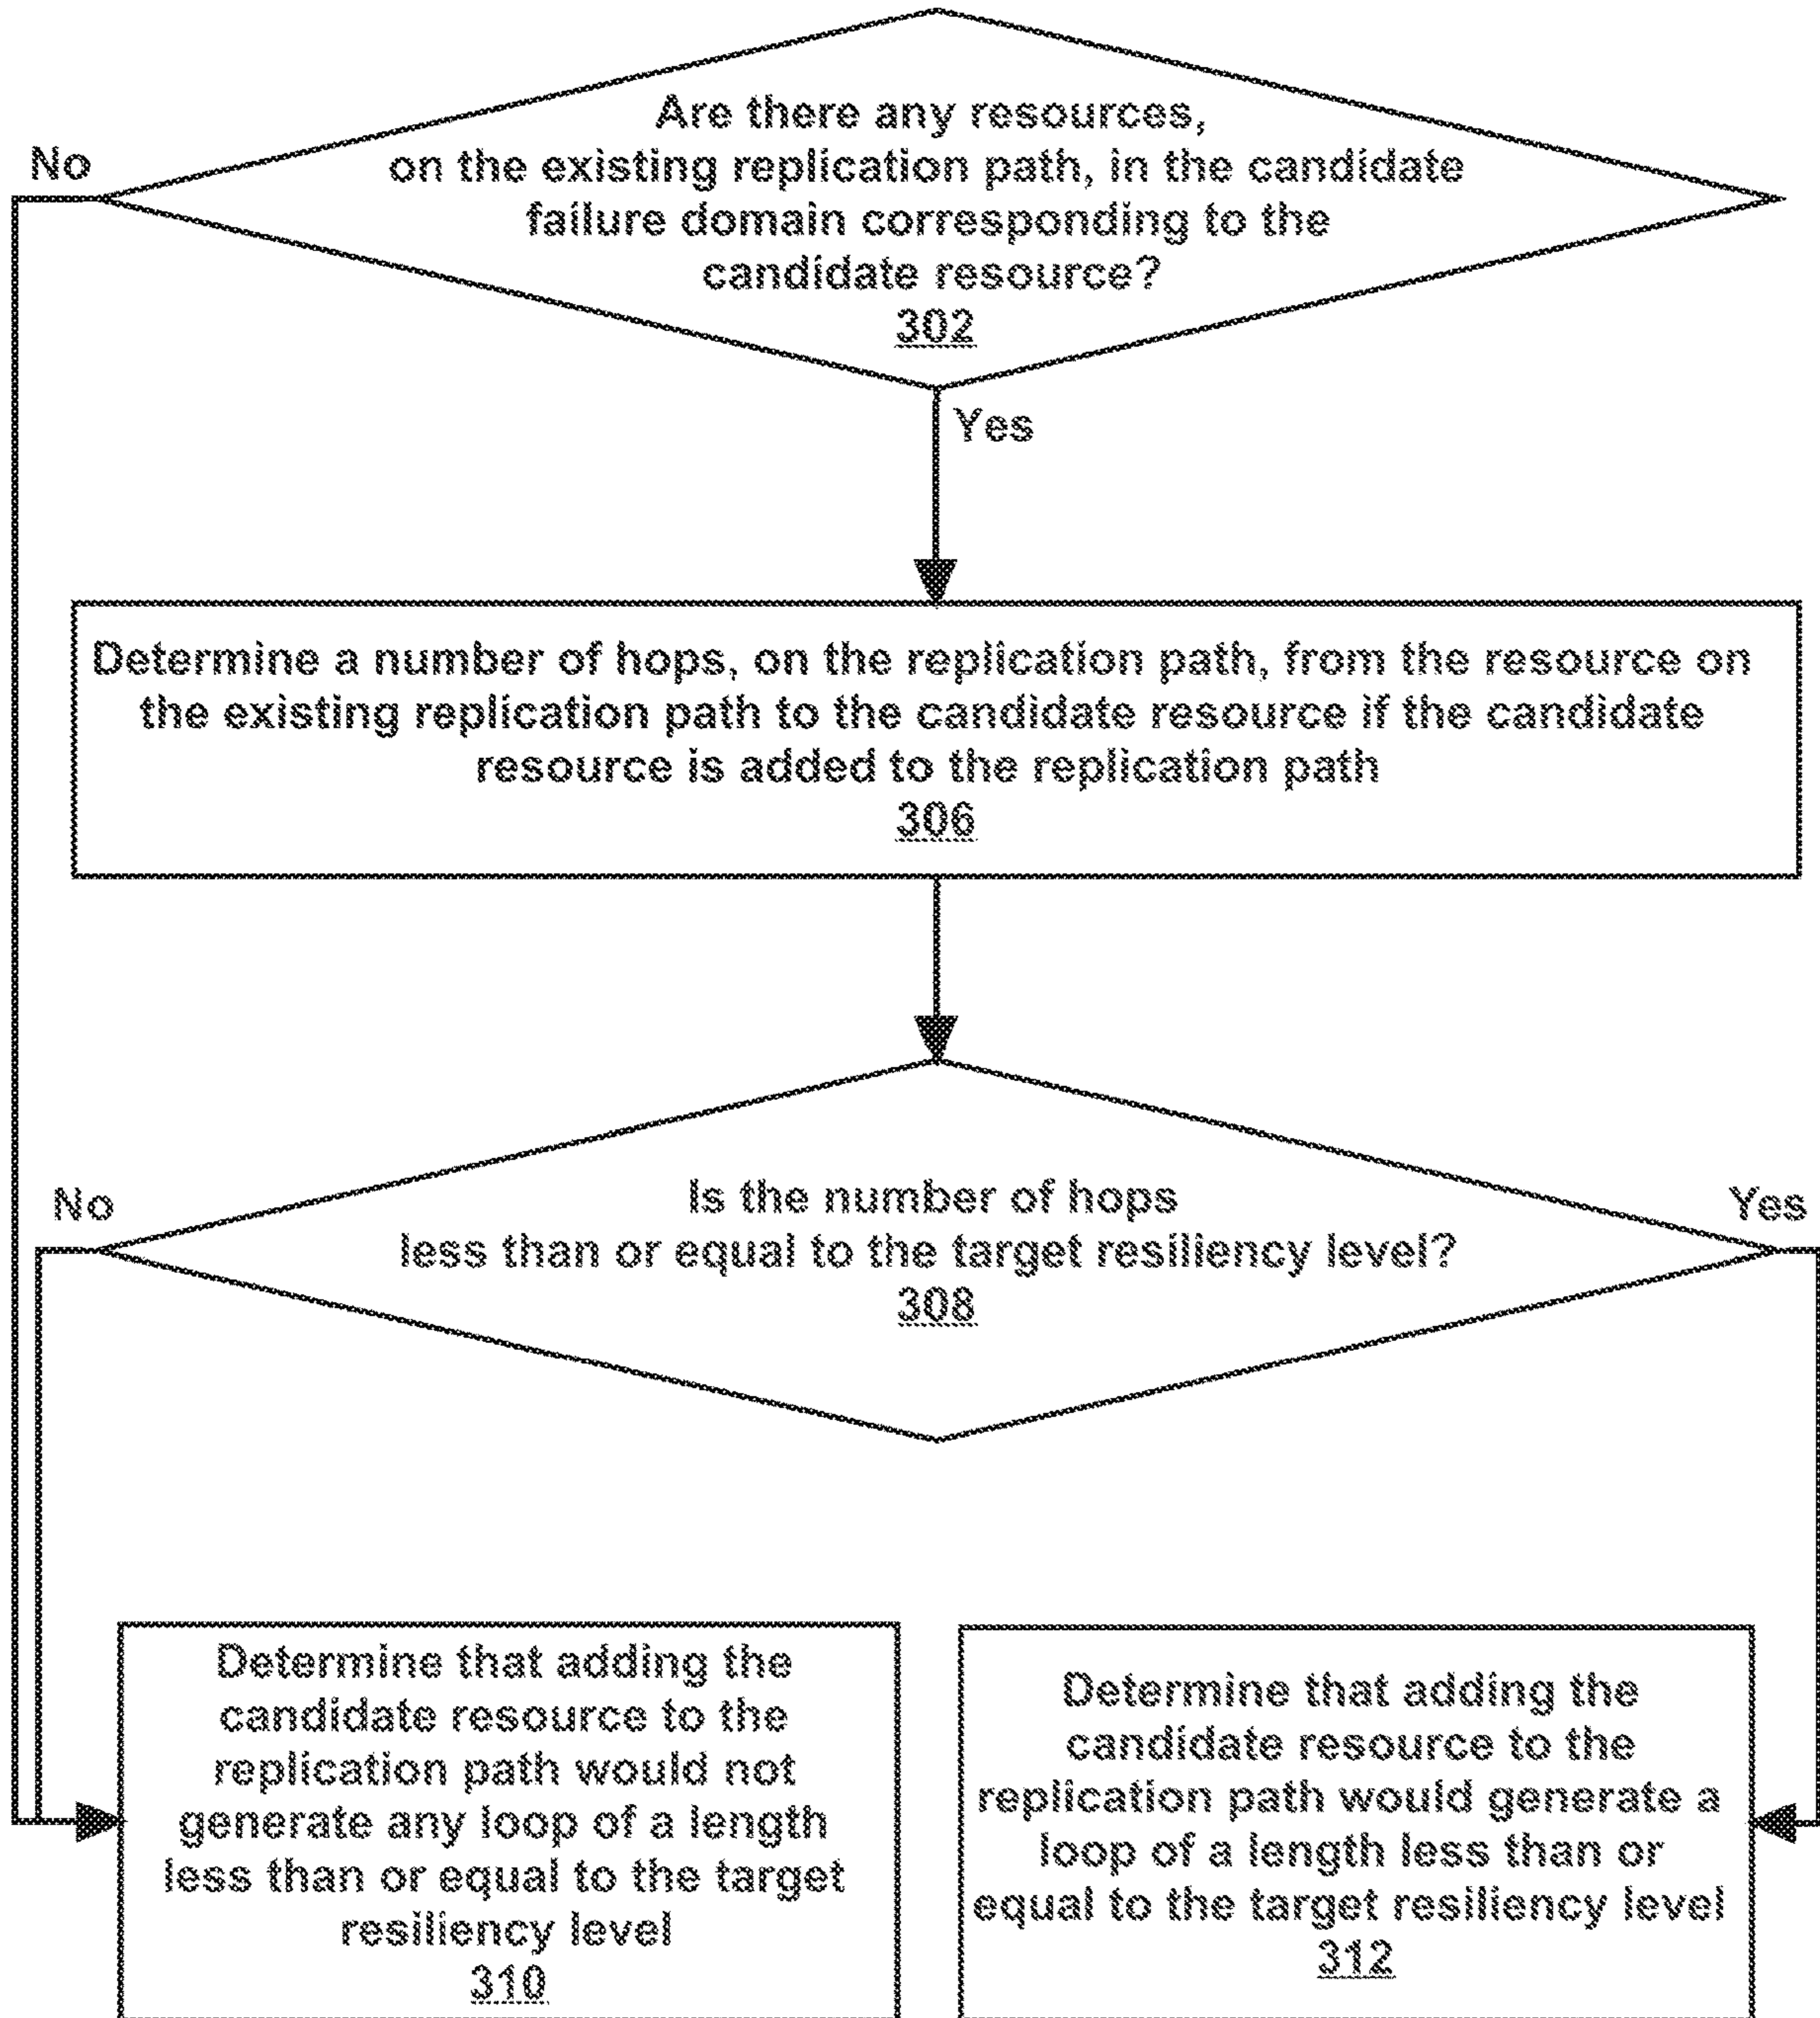 Are there any resources,
on the existing replication path, in the candidate
failure domain corresponding to the
candidate resource?
302
No
Yes
Determine a number of hops, on the replication path, from the resource on
the existing replication path to the candidate resource if the candidate
resource is added to the replication path
306
Is the number of hops
less than or equal to the target resiliency level?
308
No
Yes
Determine that adding the
candidate resource to the
replication path would not
generate any loop of a length
less than or equal to the target
resiliency level
310
Determine that adding the
candidate resource to the
replication path would generate a
loop of a length less than or
equal to the target resiliency level
312